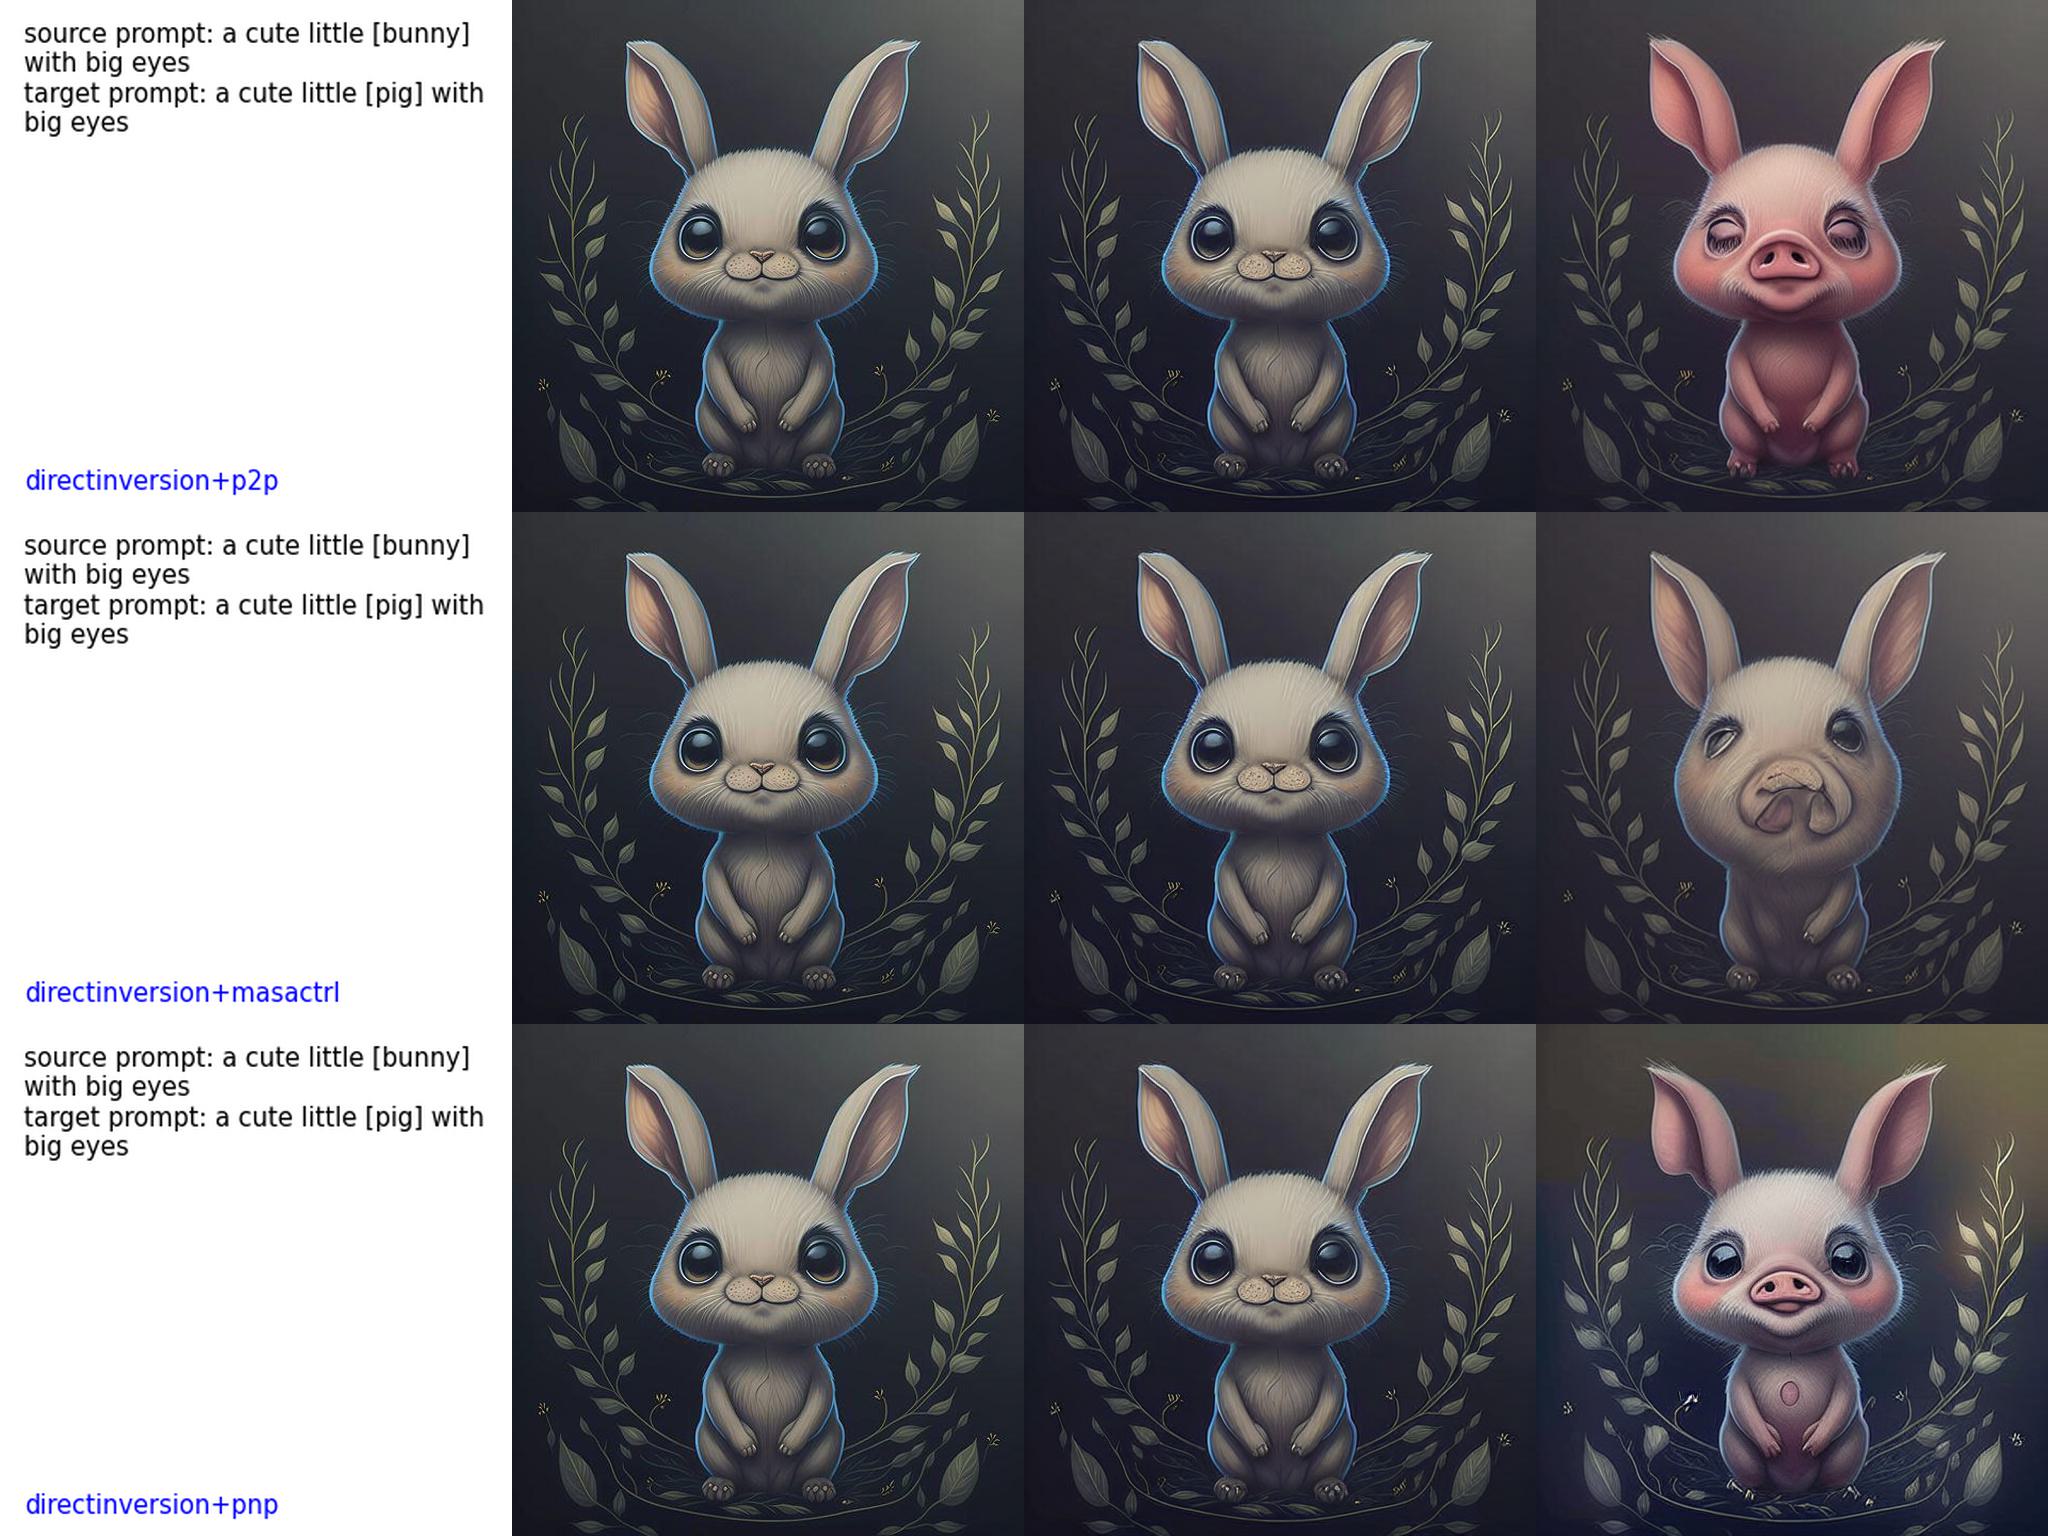 source prompt: a cute little [bunny]
with big eyes
target prompt: a cute little [pig] with
big eyes
directinversion+p2p
source prompt: a cute little [bunny]
with big eyes
target prompt: a cute little [pig] with
big eyes
directinversion+masactrl
source prompt: a cute little [bunny]
with big eyes
target prompt: a cute little [pig] with
big eyes
directinversion+pnp